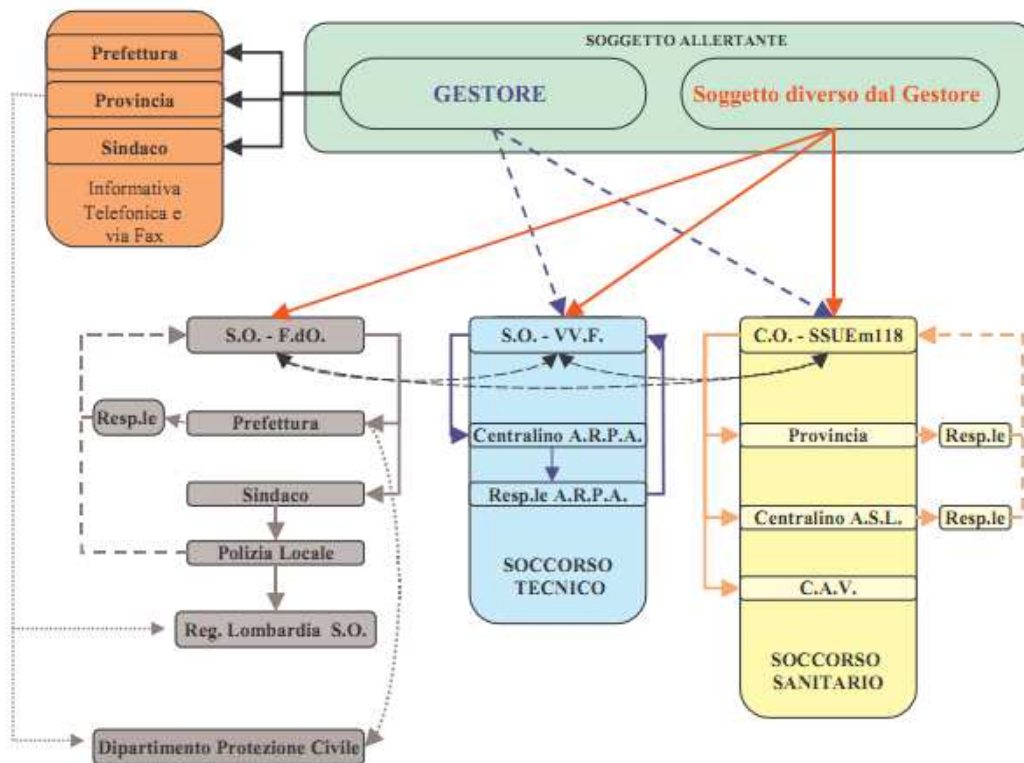 SOGGETTO ALLERTANTE
GESTORE
Soggetto diverso dal Gestore
Prefettura
Provincia
Sindaco
Informativa
Telefonica e
via Fax
S.O. - F.dO.
Resp.le
Prefettura
Sindaco
Polizia Locale
Reg. Lombardia S.O.
Dipartimento Protezione Civile
S.O. - VV.F.
Centralino A.R.P.A.
Resp.le A.R.P.A.
SOCCORSO
TECNICO
C.O. - SSUEm118
Provincia
Resp.le
Centralino A.S.L.
Resp.le
C.A.V.
SOCCORSO
SANITARIO